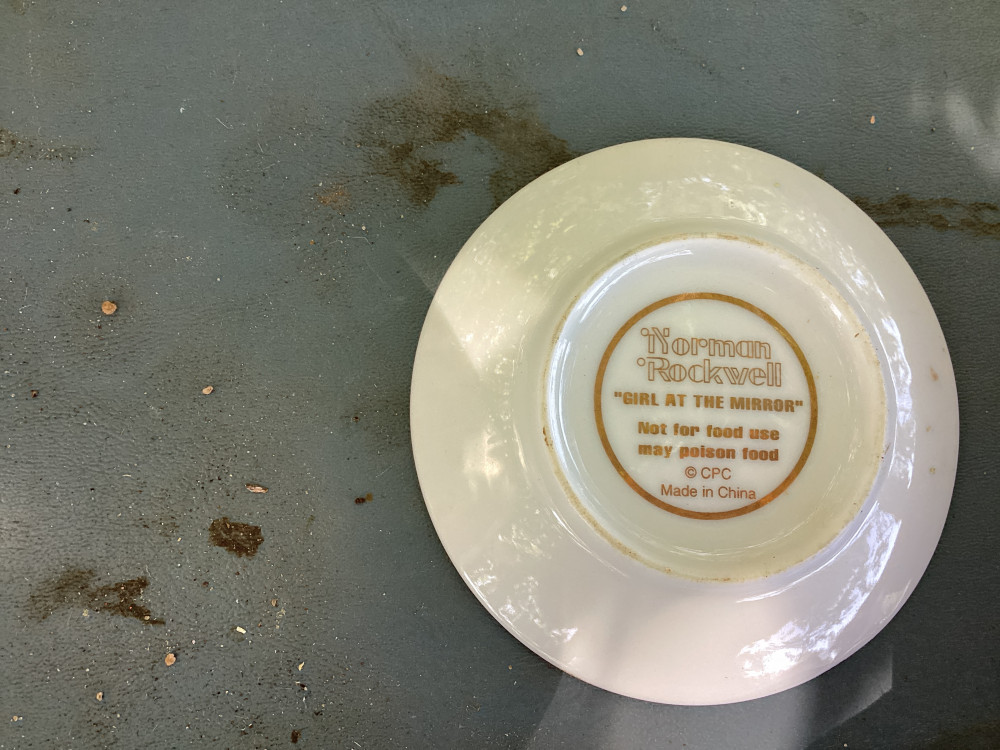 Norman
Rockwell
"GIRL AT THE MIRROR"
Not for food use
may poison food
© CPC
Made in China